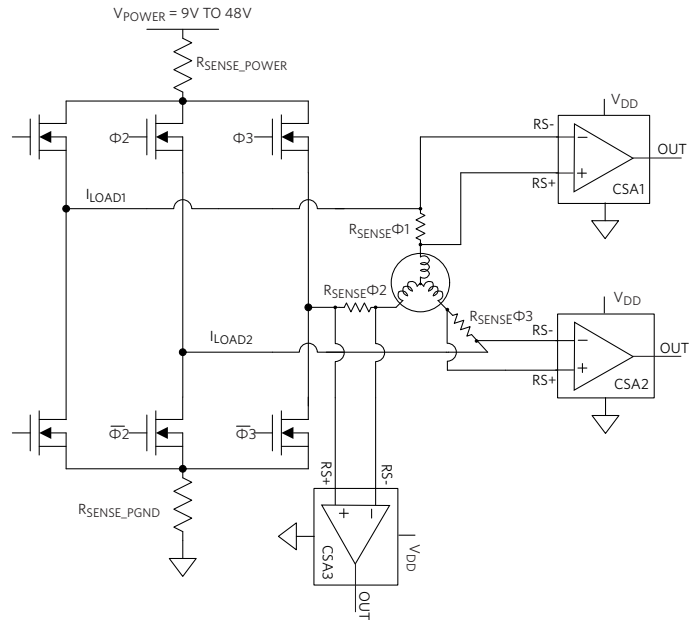 VPOWER = 9V TO 48V
RSENSE_POWER
Φ2
Φ3
VDD
RS-
OUT
RS+
CSA1
ILOAD1
RSENSEΦ1
RSENSEΦ2
RSENSEΦ3
VDD
RS-
OUT
RS+
CSA2
ILOAD2
Φ̅2
Φ̅3
RS+
RS-
RSENSE_PGND
CSA3
VDD
OUT
+
−
+
−
+
−